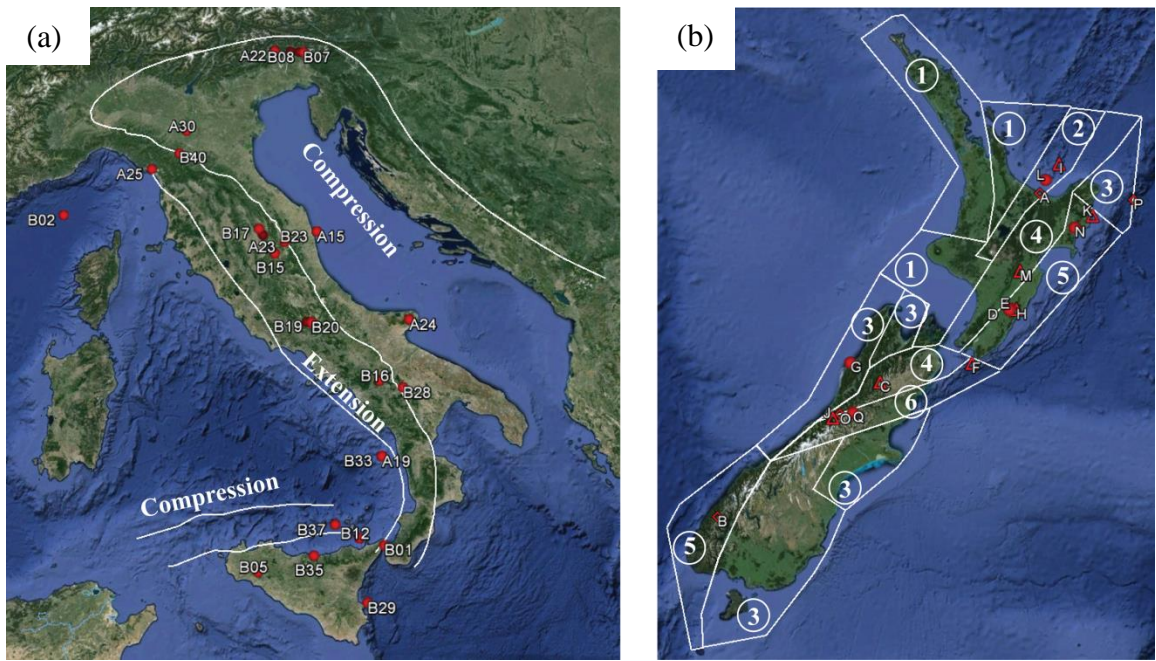 (a)
A22 B08 B07
A30
B40
A25
B02
Compression
B17 B23 A15
A23
B15
B19 B20 A24
Extension
B16 B28
B33 A19
Compression
B37 B12
B01
B05 B35
B29
(b)
1
1 2
L I
A 3
K P
N
4
1 M 5
E
D H
3 3
G 4 F
C
6
J O Q
3
B
5
3